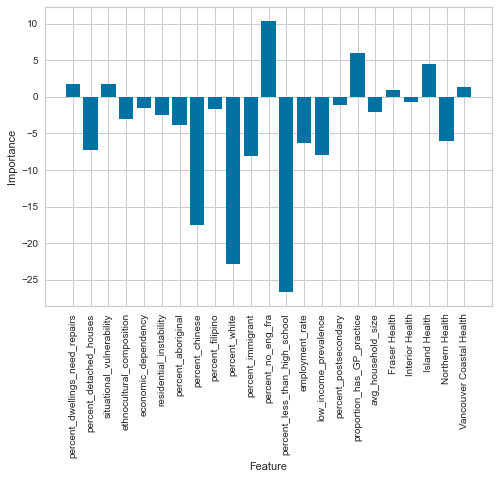 10
5
0
−5
−10
−15
−20
−25
Importance
percent_dwellings_need_repairs
percent_detached_houses
situational_vulnerability
ethnocultural_composition
economic_dependency
residential_instability
percent_aboriginal
percent_chinese
percent_filipino
percent_white
percent_immigrant
percent_no_eng_fra
percent_less_than_high_school
employment_rate
low_income_prevalence
percent_postsecondary
proportion_has_GP_practice
avg_household_size
Fraser Health
Interior Health
Island Health
Northern Health
Vancouver Coastal Health
Feature